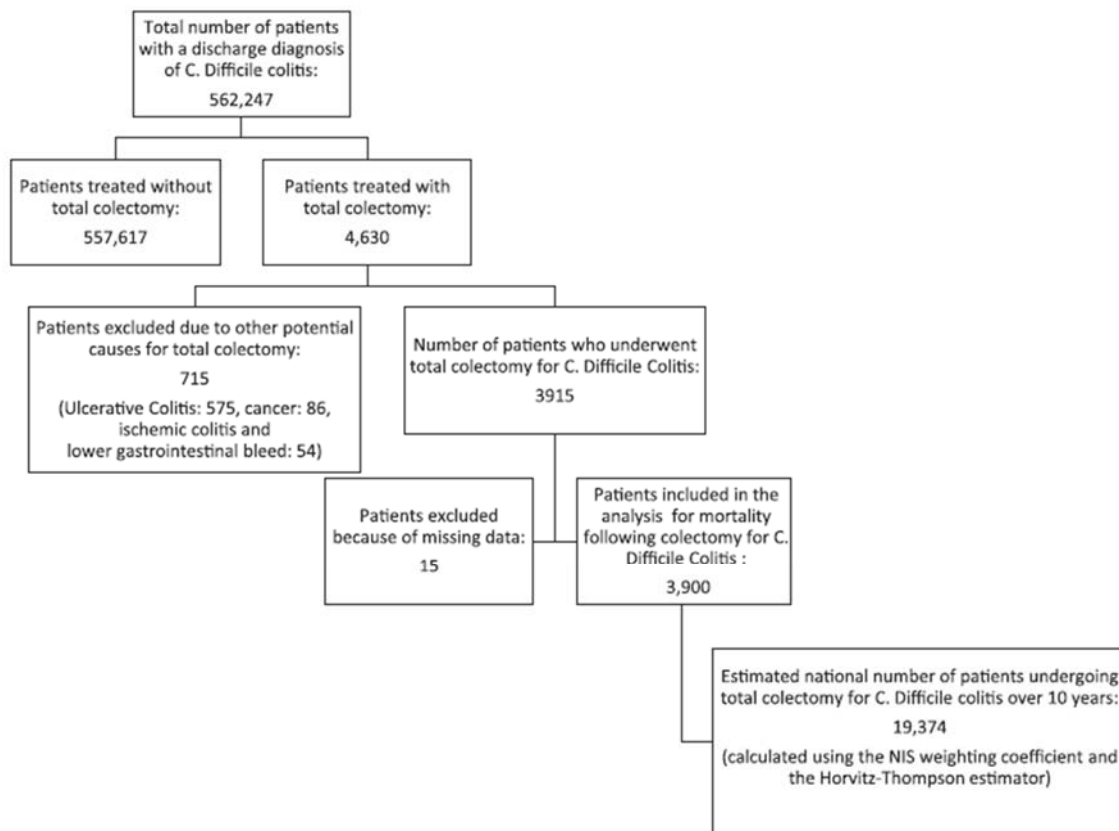 Total number of patients
with a discharge diagnosis
of C. Difficile colitis:
562,247
Patients treated without
total colectomy:
557,617
Patients treated with
total colectomy:
4,630
Patients excluded due to other potential
causes for total colectomy:
715
(Ulcerative Colitis: 575, cancer: 86,
ischemic colitis and
lower gastrointestinal bleed: 54)
Number of patients who underwent
total colectomy for C. Difficile Colitis:
3915
Patients excluded
because of missing data:
15
Patients included in the
analysis for mortality
following colectomy for C.
Difficile Colitis :
3,900
Estimated national number of patients undergoing
total colectomy for C. Difficile colitis over 10 years:
19,374
(calculated using the NIS weighting coefficient and
the Horvitz-Thompson estimator)